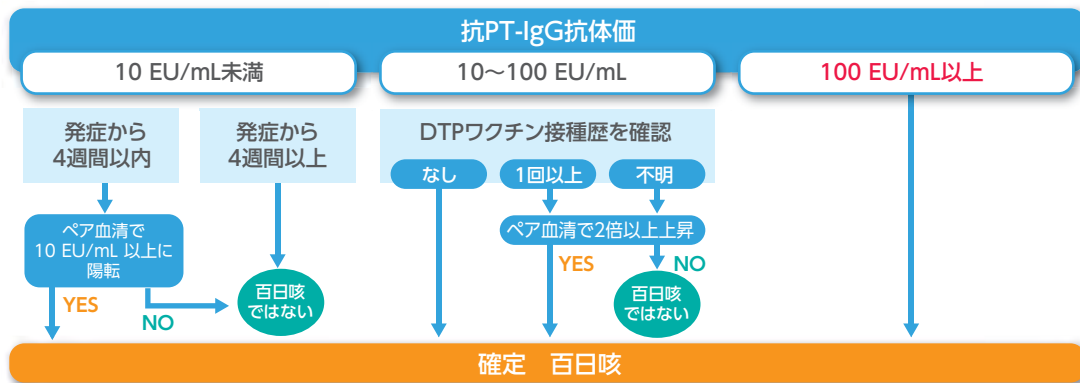 抗PT-IgG抗体価
10 EU/mL未満
10〜100 EU/mL
100 EU/mL以上
発症から
4週間以内
発症から
4週間以上
DTPワクチン接種歴を確認
なし
1回以上
不明
ペア血清で
10 EU/mL 以上に
陽転
ペア血清で2倍以上上昇
YES
NO
百日咳
ではない
YES
NO
百日咳
ではない
確定 百日咳